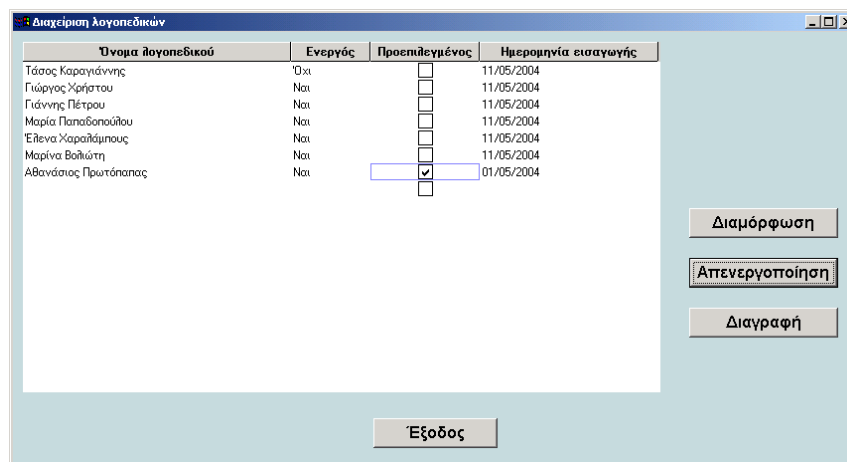 Διαχείριση λογοπεδικών
Όνομα λογοπεδικού Ενεργός Προεπιλεγμένος Ημερομηνία εισαγωγής
Τάσος Καραγιάννης Όχι 11/05/2004
Γιώργος Χρήστου Ναι 11/05/2004
Γιάννης Πέτρου Ναι 11/05/2004
Μαρία Παπαδοπούλου Ναι 11/05/2004
Έλενα Χαραλάμπους Ναι 11/05/2004
Μαρίνα Βολιώτη Ναι 11/05/2004
Αθανάσιος Πρωτόπαπας Ναι 01/05/2004
Διαμόρφωση
Απενεργοποίηση
Διαγραφή
Έξοδος